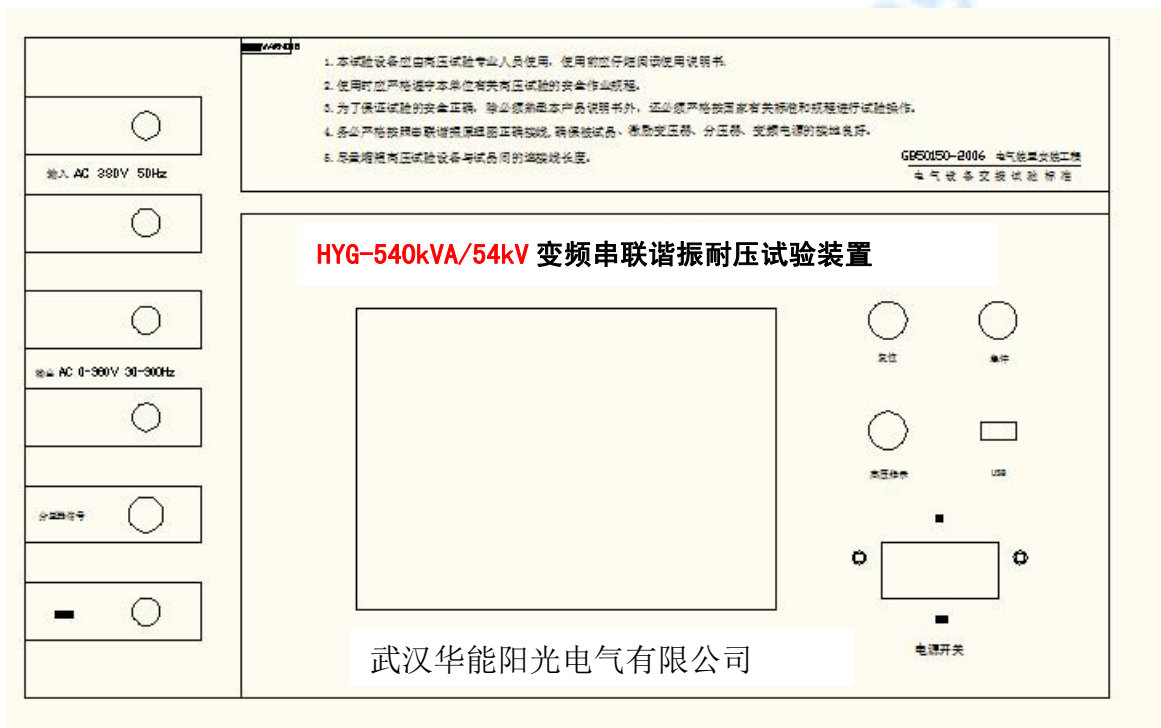 WARNING
1. 本试验设备应由高压试验专业人员使用，使用前应仔细阅读使用说明书.
2. 使用时应严格遵守本单位有关高压试验的安全作业规程。
3. 为了保证试验的安全正确，除必须熟悉本产品说明书外，还必须严格按国家有关标准和规程进行试验操作。
4. 务必严格按照串联谐振原理图正确接线，确保被试品、激励变压器、分压器、变频电源的接地良好。
5. 尽量缩短高压试验设备与试品间的连接线长度。
GB50150-2006 电气装置安装工程
电气设备交接试验标准
输入 AC 380V 50Hz
输出 AC 0-380V 30-300Hz
分压器信号
HYG-540kVA/54kV 变频串联谐振耐压试验装置
复位
急停
高压指示
USB
电源开关
武汉华能阳光电气有限公司